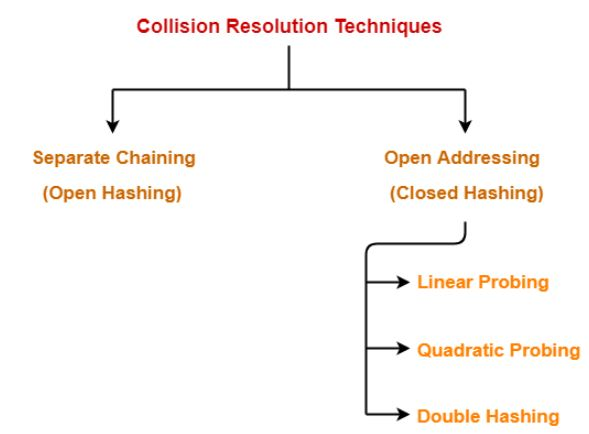 Collision Resolution Techniques
Separate Chaining
(Open Hashing)
Open Addressing
(Closed Hashing)
Linear Probing
Quadratic Probing
Double Hashing